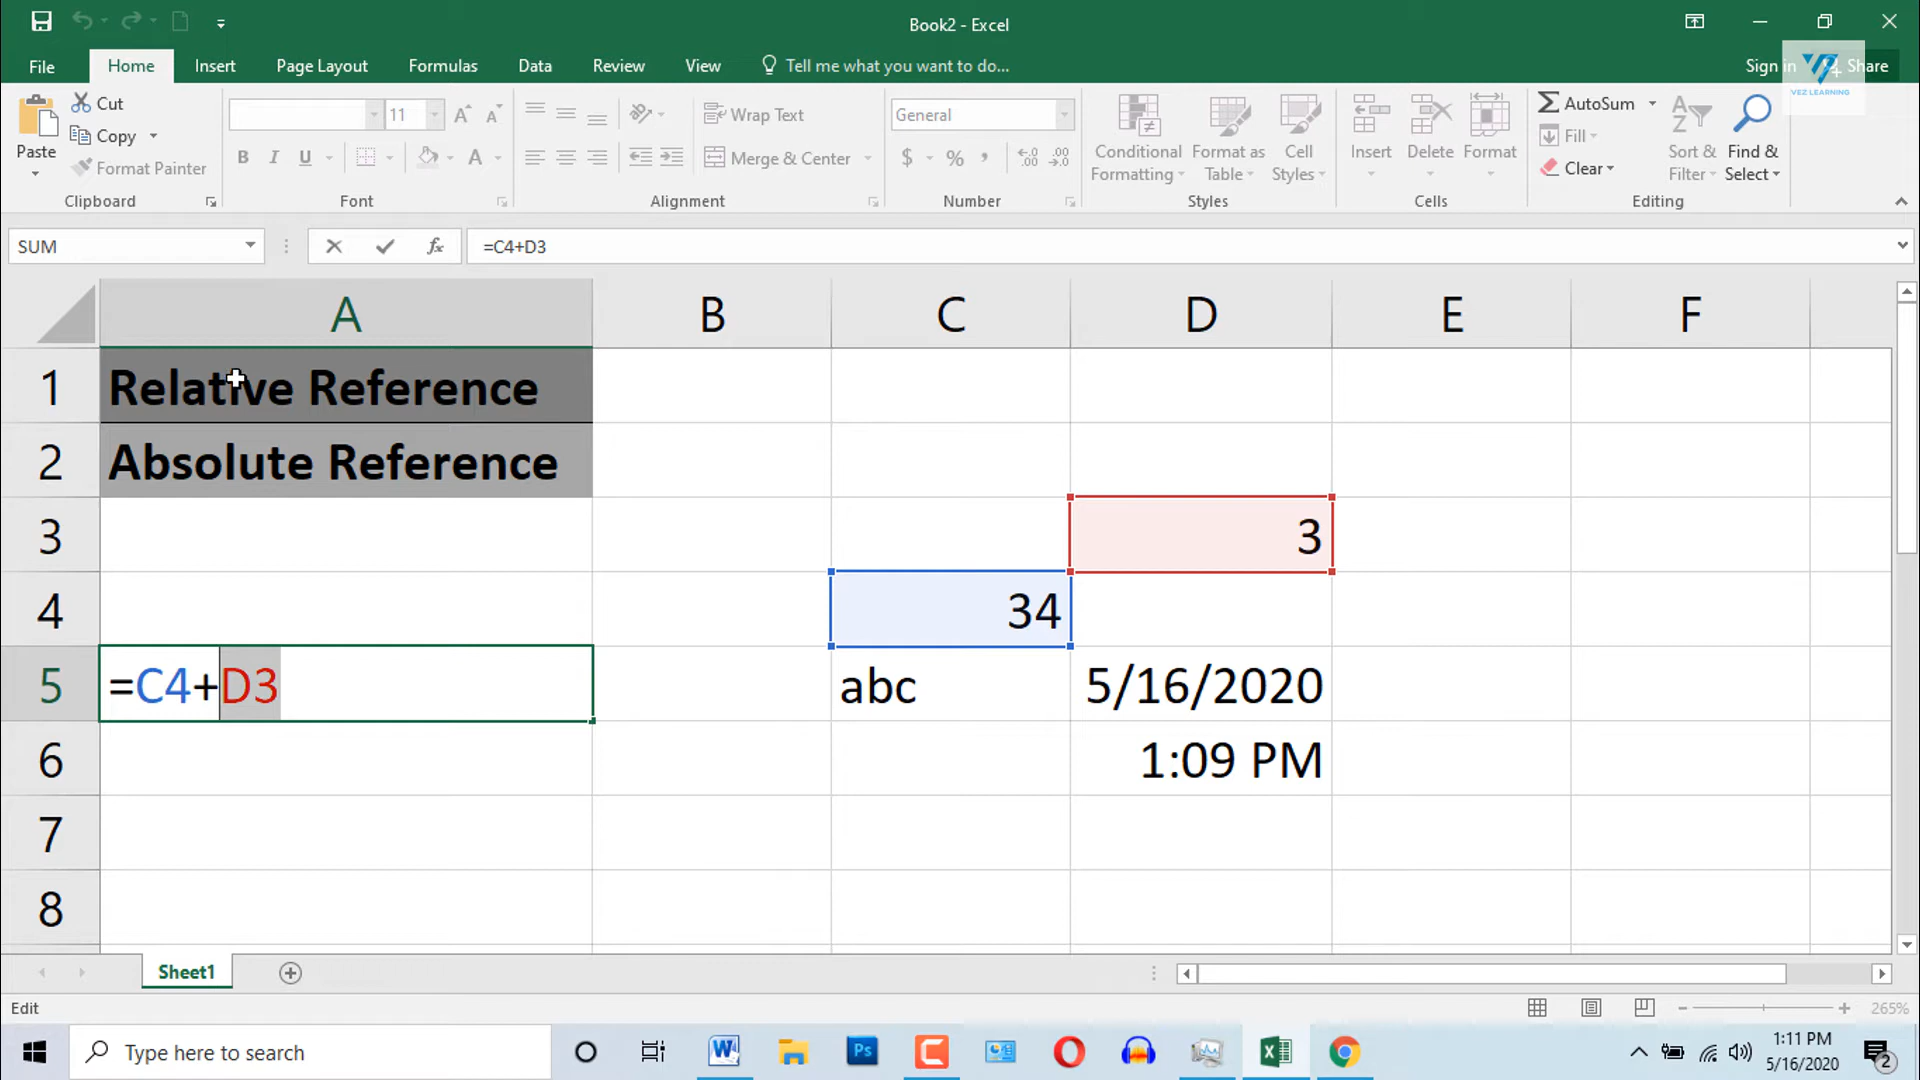 Book2 - Excel
File Home Insert Page Layout Formulas Data Review View Tell me what you want to do... Sign in Share
VEZ LEARNING
Paste Cut Copy Format Painter
Clipboard
11
B I U A
Font
Wrap Text
Merge & Center
Alignment
General
$ %
Number
Conditional Formatting
Format as Table
Cell Styles
Styles
Insert Delete Format
Cells
AutoSum
Fill
Clear
Sort & Filter
Find & Select
Editing
SUM fx =C4+D3
A B C D E F
1 Relative Reference
2 Absolute Reference
3 3
4 34
5 =C4+D3 abc 5/16/2020
6 1:09 PM
7
8
Sheet1
Edit 265%
Type here to search Ps 1:11 PM
5/16/2020 2